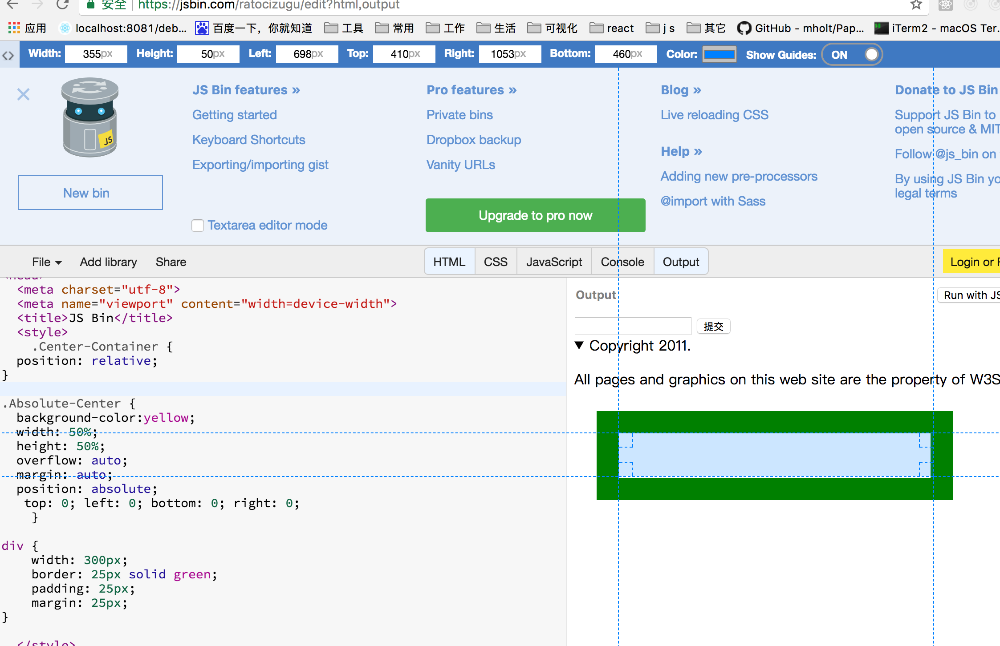 安全 https://jsbin.com/ratocizugu/edit?html,output
应用 localhost:8081/deb... 百度一下，你就知道 工具 常用 工作 生活 可视化 react j s 其它 GitHub - mholt/Pap... iTerm2 - macOS Ter...
<> Width: 355px Height: 50px Left: 698px Top: 410px Right: 1053px Bottom: 460px Color: Show Guides: ON
JS Bin features »
Getting started
Keyboard Shortcuts
Exporting/importing gist
Textarea editor mode
Pro features »
Private bins
Dropbox backup
Vanity URLs
Upgrade to pro now
Blog »
Live reloading CSS
Help »
Adding new pre-processors
@import with Sass
Donate to JS Bin
Support JS Bin to
open source & MIT
Follow @js_bin on
By using JS Bin yo
legal terms
JS
New bin
File Add library Share HTML CSS JavaScript Console Output Login or
<head>
<meta charset="utf-8">
<meta name="viewport" content="width=device-width">
<title>JS Bin</title>
<style>
.Center-Container {
position: relative;
}
.Absolute-Center {
background-color:yellow;
width: 50%;
height: 50%;
overflow: auto;
margin: auto;
position: absolute;
top: 0; left: 0; bottom: 0; right: 0;
}
div {
width: 300px;
border: 25px solid green;
padding: 25px;
margin: 25px;
}
</style>
Output
Run with JS
提交
▼ Copyright 2011.
All pages and graphics on this web site are the property of W3S